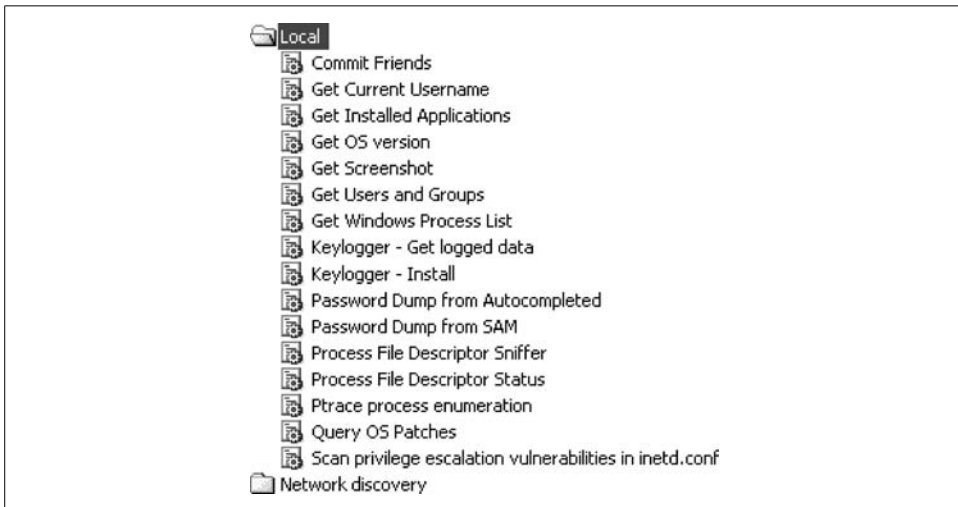 Local
Commit Friends
Get Current Username
Get Installed Applications
Get OS version
Get Screenshot
Get Users and Groups
Get Windows Process List
Keylogger - Get logged data
Keylogger - Install
Password Dump from Autocompleted
Password Dump from SAM
Process File Descriptor Sniffer
Process File Descriptor Status
Ptrace process enumeration
Query OS Patches
Scan privilege escalation vulnerabilities in inetd.conf
Network discovery